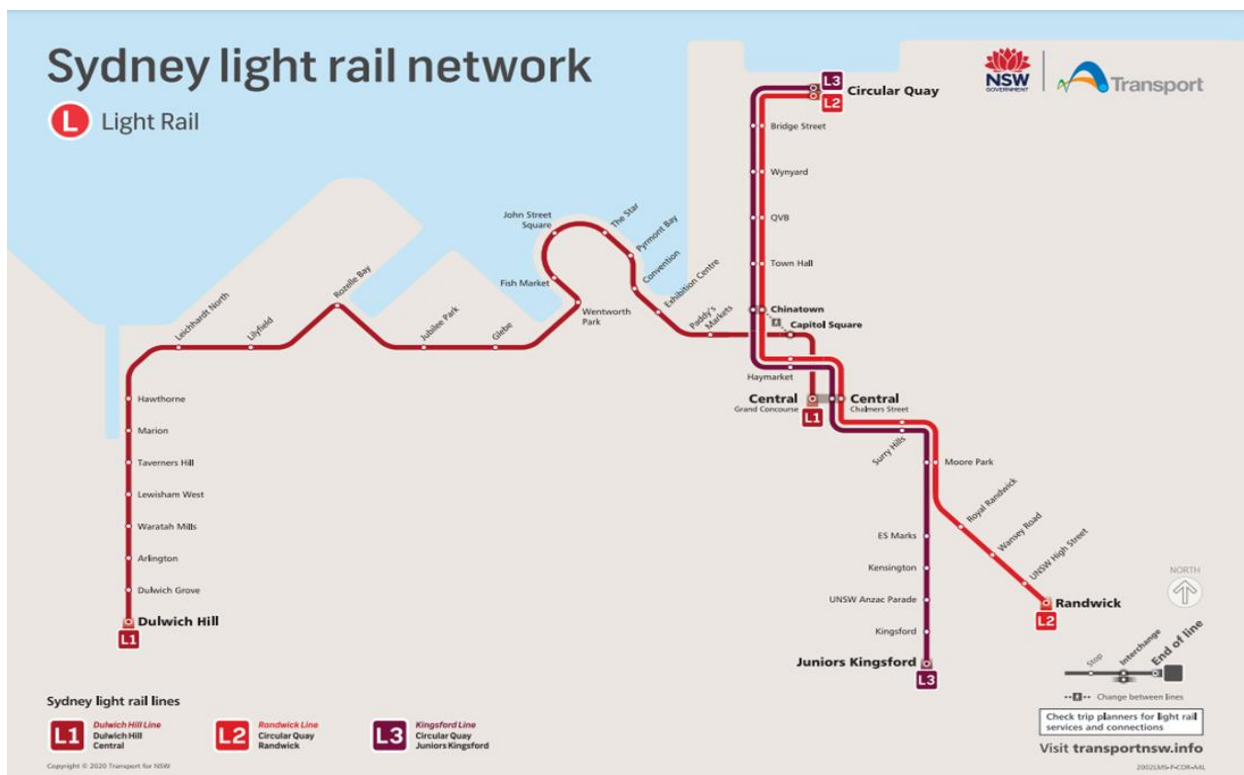 Sydney light rail network
L Light Rail
NSW
GOVERNMENT
Transport
L3
L2
Circular Quay
Bridge Street
Wynyard
QVB
Town Hall
Chinatown
Capitol Square
Haymarket
Central
Grand Concourse
L1
Central
Chalmers Street
Surry Hills
Moore Park
Royal Randwick
Wansey Road
UNSW High Street
Randwick
L2
ES Marks
Kensington
UNSW Anzac Parade
Kingsford
Juniors Kingsford
L3
Paddy's
Markets
Exhibition Centre
Convention
Pyrmont Bay
The Star
John Street
Square
Fish Market
Wentworth
Park
Glebe
Jubilee Park
Rozelle Bay
Lilyfield
Leichhardt North
Hawthorne
Marion
Taverners Hill
Lewisham West
Waratah Mills
Arlington
Dulwich Grove
Dulwich Hill
L1
NORTH
Stop
Interchange
End of line
Change between lines
Check trip planners for light rail
services and connections
Visit transportnsw.info
Sydney light rail lines
L1
Dulwich Hill Line
Dulwich Hill
Central
L2
Randwick Line
Circular Quay
Randwick
L3
Kingsford Line
Circular Quay
Juniors Kingsford
Copyright © 2020 Transport for NSW